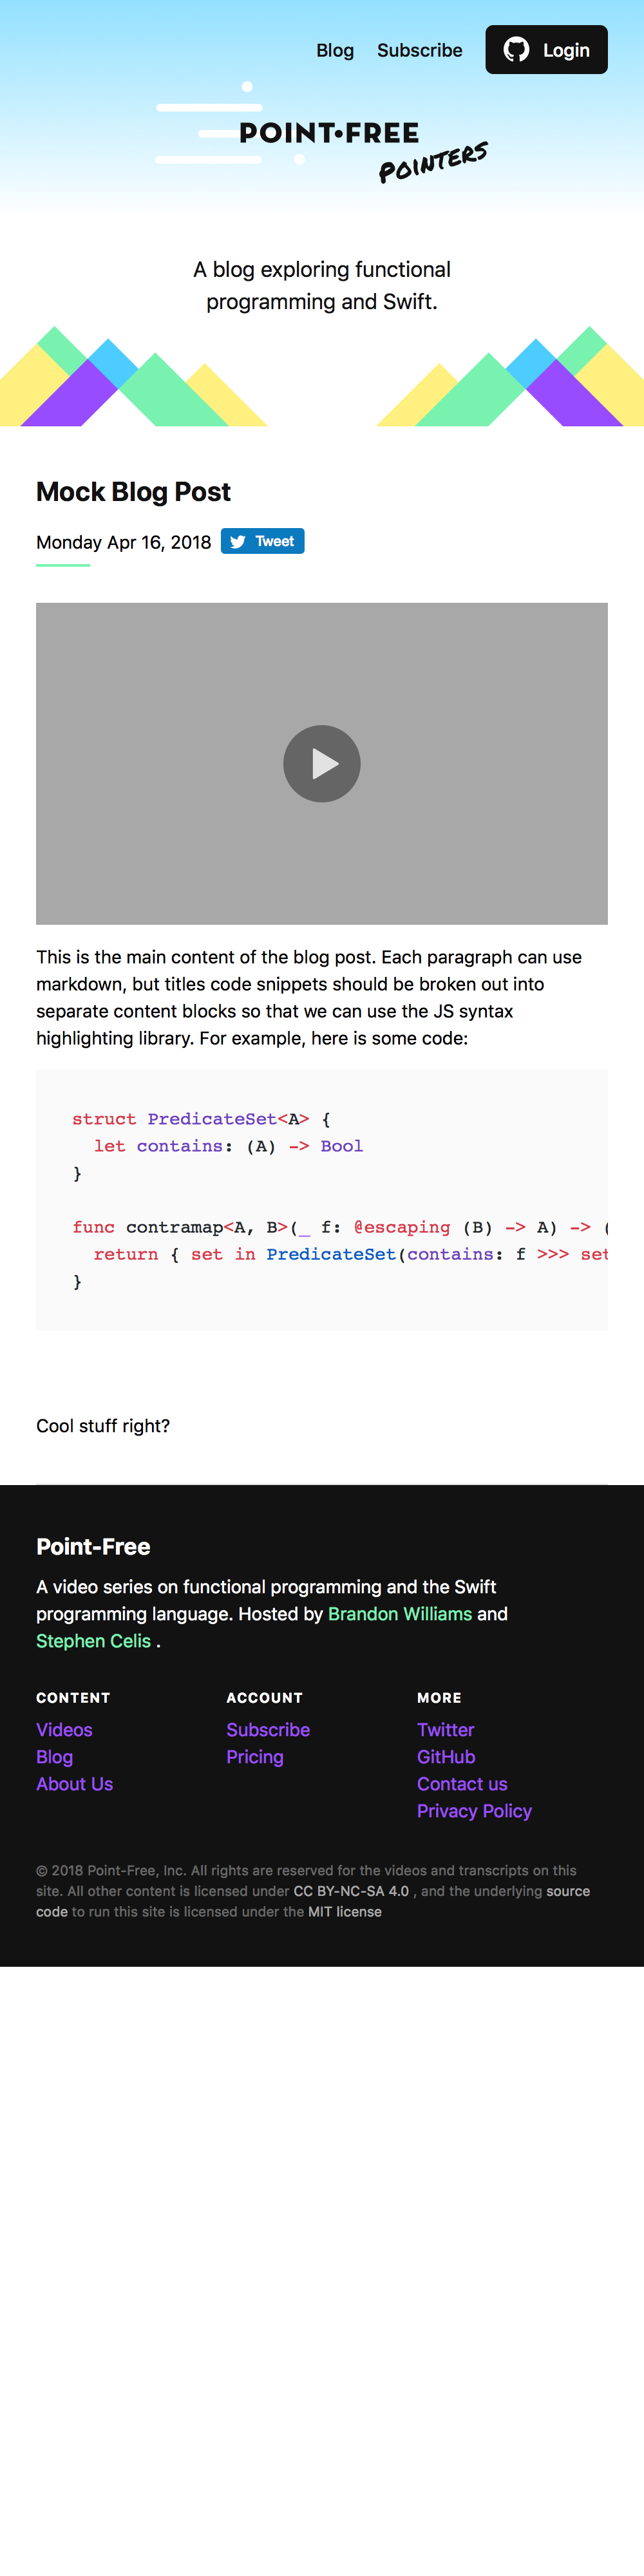 Blog Subscribe Login
POINT•FREE
POINTERS
A blog exploring functional
programming and Swift.
Mock Blog Post
Monday Apr 16, 2018 Tweet
This is the main content of the blog post. Each paragraph can use
markdown, but titles code snippets should be broken out into
separate content blocks so that we can use the JS syntax
highlighting library. For example, here is some code:
struct PredicateSet<A> {
  let contains: (A) -> Bool
}
func contramap<A, B>(_ f: @escaping (B) -> A) -> (
  return { set in PredicateSet(contains: f >>> set
}
Cool stuff right?
Point-Free
A video series on functional programming and the Swift
programming language. Hosted by Brandon Williams and
Stephen Celis .
CONTENT ACCOUNT MORE
Videos Subscribe Twitter
Blog Pricing GitHub
About Us Contact us
Privacy Policy
© 2018 Point-Free, Inc. All rights are reserved for the videos and transcripts on this
site. All other content is licensed under CC BY-NC-SA 4.0 , and the underlying source
code to run this site is licensed under the MIT license